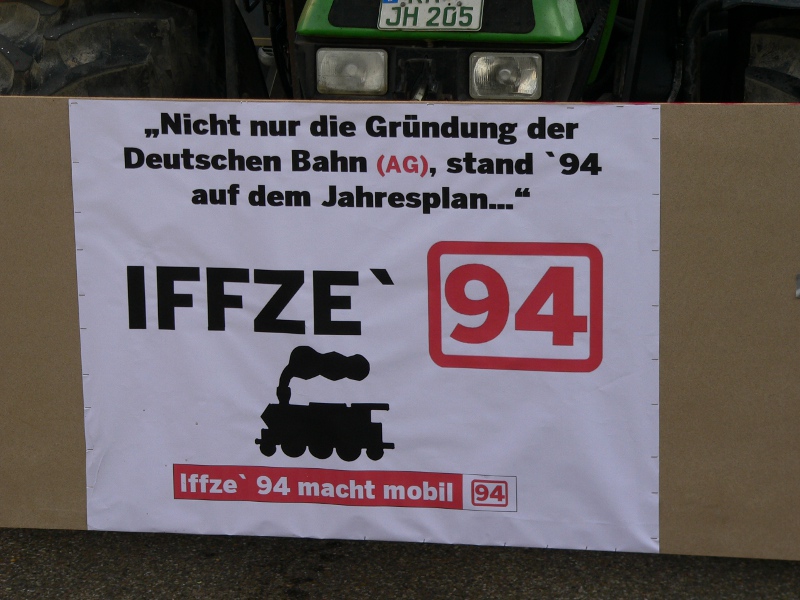 JH 205
„Nicht nur die Gründung der
Deutschen Bahn (AG), stand `94
auf dem Jahresplan..."
IFFZE` 94
Iffze` 94 macht mobil 94